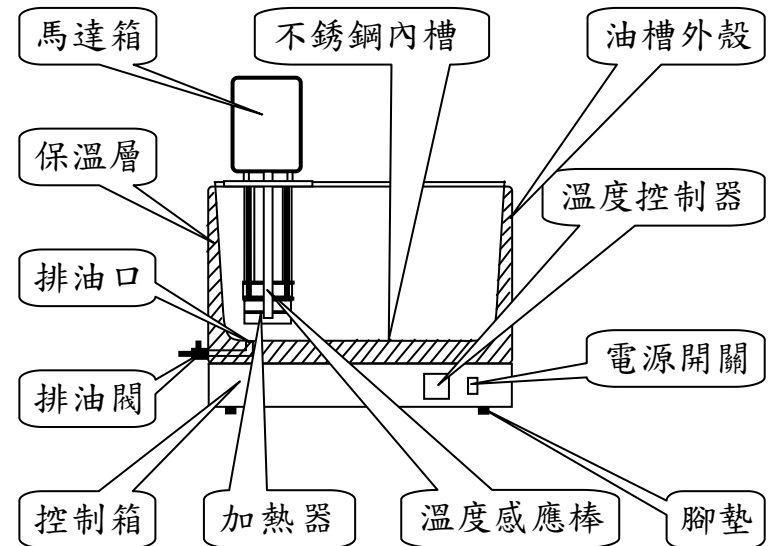 馬達箱
不銹鋼內槽
油槽外殼
保溫層
溫度控制器
排油口
電源開關
排油閥
控制箱
加熱器
溫度感應棒
腳墊